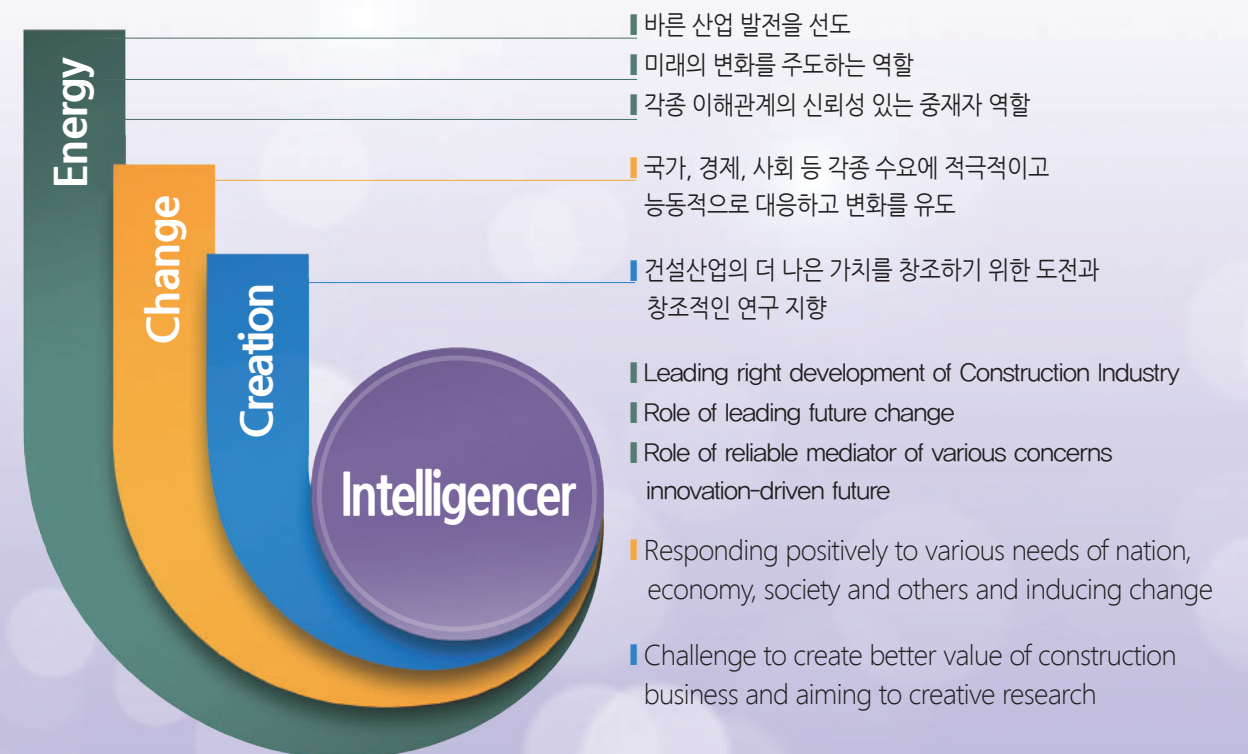 Energy
Change
Creation
Intelligencer
바른 산업 발전을 선도
미래의 변화를 주도하는 역할
각종 이해관계의 신뢰성 있는 중재자 역할
국가, 경제, 사회 등 각종 수요에 적극적이고
능동적으로 대응하고 변화를 유도
건설산업의 더 나은 가치를 창조하기 위한 도전과
창조적인 연구 지향
Leading right development of Construction Industry
Role of leading future change
Role of reliable mediator of various concerns
innovation-driven future
Responding positively to various needs of nation,
economy, society and others and inducing change
Challenge to create better value of construction
business and aiming to creative research